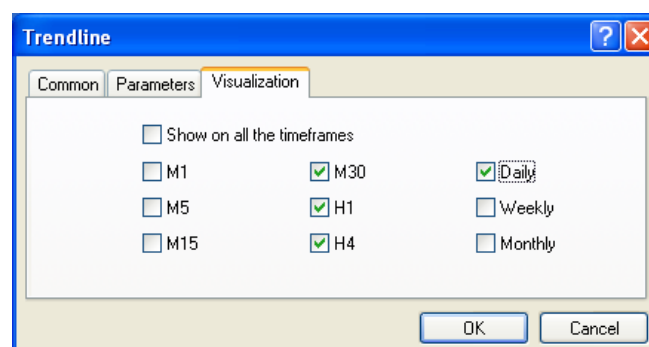 Trendline
Common Parameters Visualization
Show on all the timeframes
M1 M30 Daily
M5 H1 Weekly
M15 H4 Monthly
OK Cancel